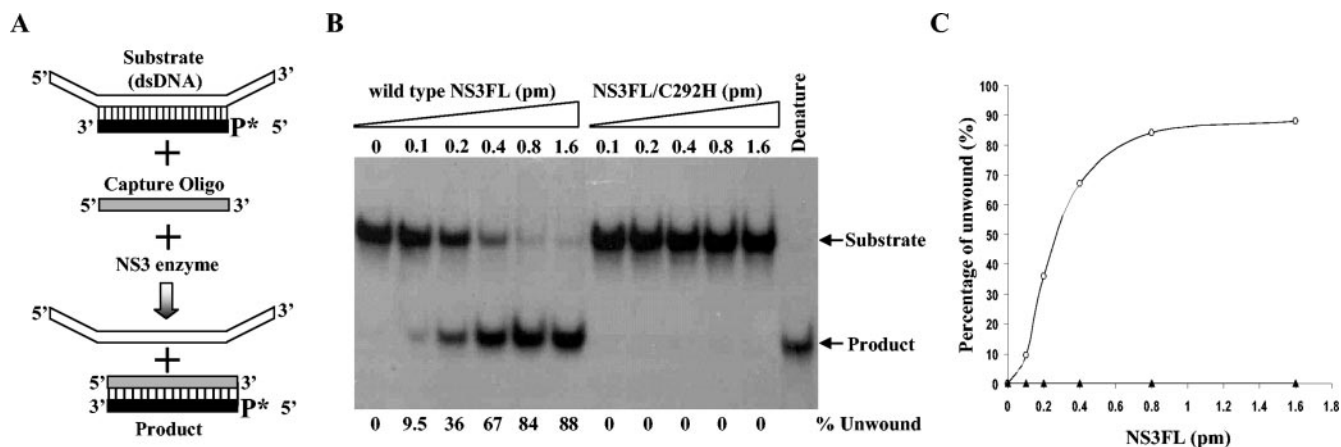 A
Substrate
(dsDNA)
5’ 3’
3’ P* 5’
+
Capture Oligo
5’ 3’
+
NS3 enzyme
5’ 3’
+
5’ 3’
3’ P* 5’
Product
B
wild type NS3FL (pm) NS3FL/C292H (pm) Denature
0 0.1 0.2 0.4 0.8 1.6 0.1 0.2 0.4 0.8 1.6
Substrate
Product
0 9.5 36 67 84 88 0 0 0 0 0 % Unwound
C
Percentage of unwound (%)
100
90
80
70
60
50
40
30
20
10
0
0 0.2 0.4 0.6 0.8 1 1.2 1.4 1.6
NS3FL (pm)